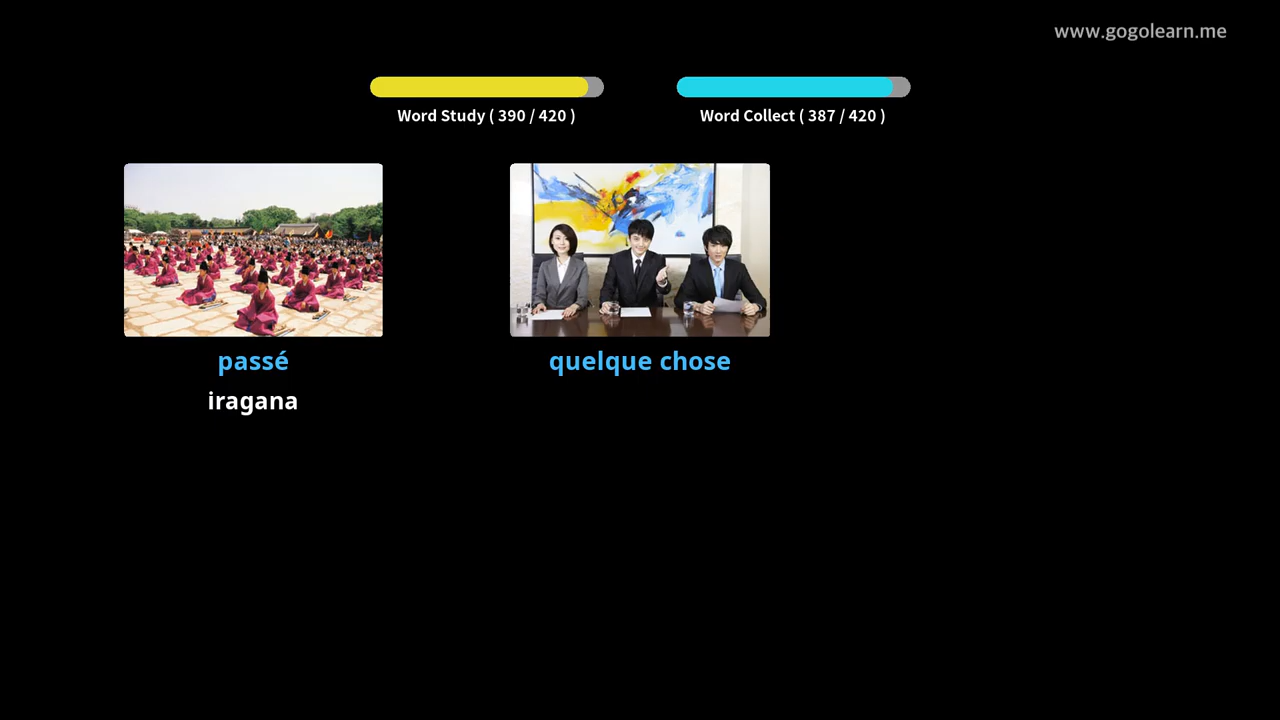 www.gogolearn.me
Word Study ( 390 / 420 )
Word Collect ( 387 / 420 )
passé
quelque chose
iragana